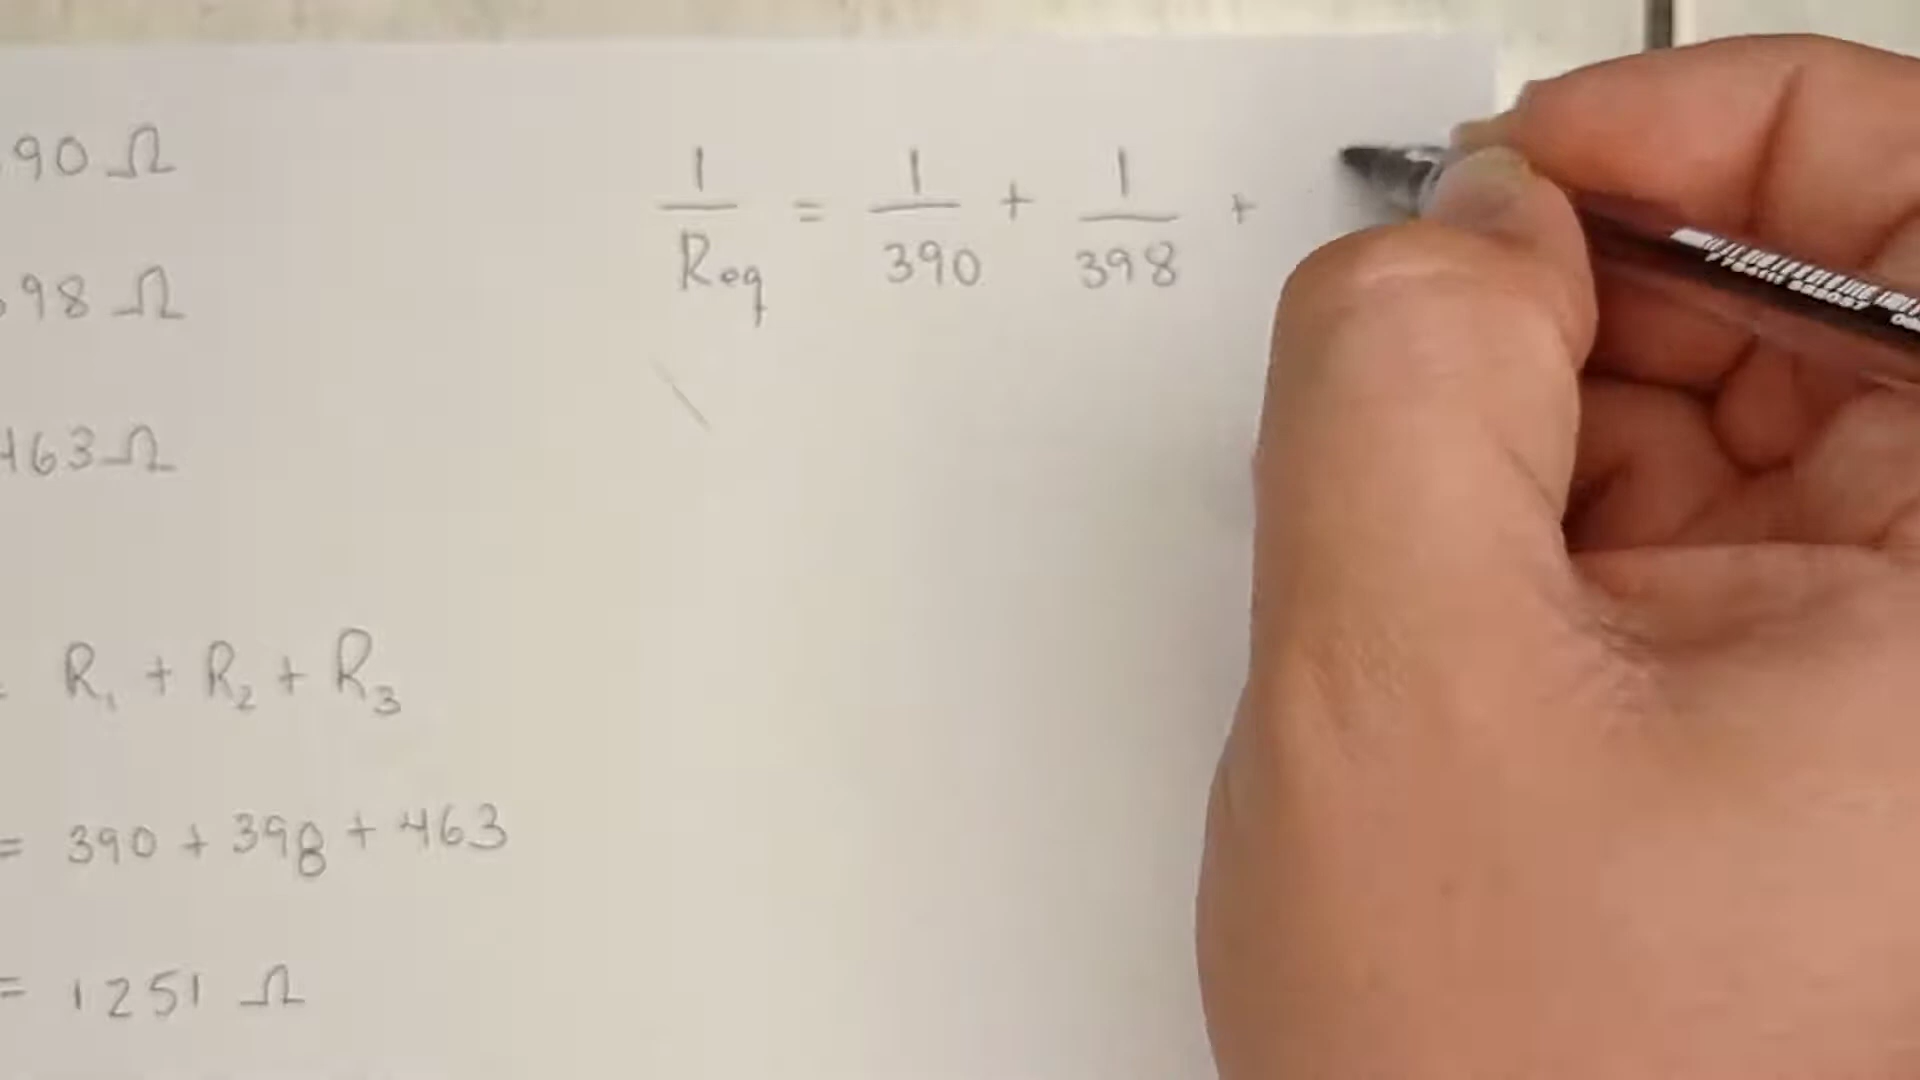 90 Ω
98 Ω
463 Ω
R₁ + R₂ + R₃
= 390 + 398 + 463
= 1251 Ω
1/Req = 1/390 + 1/398 +